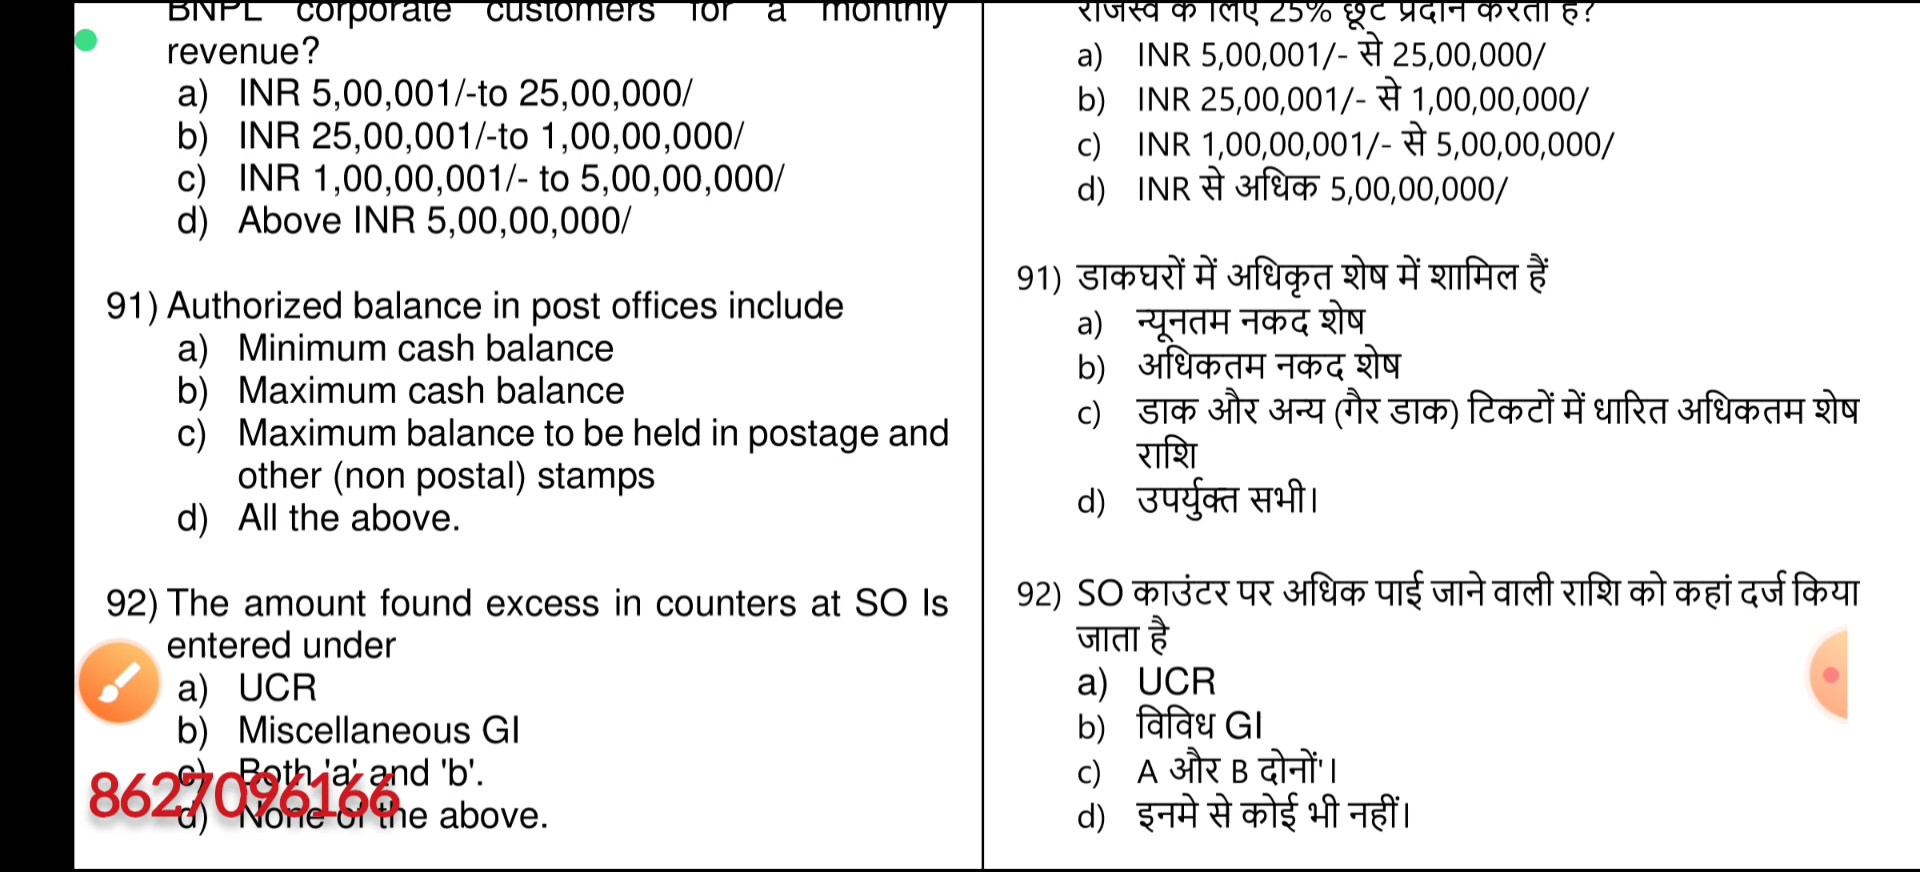 BNPL corporate customers for a monthly
revenue?
a) INR 5,00,001/-to 25,00,000/
b) INR 25,00,001/-to 1,00,00,000/
c) INR 1,00,00,001/- to 5,00,00,000/
d) Above INR 5,00,00,000/
91) Authorized balance in post offices include
a) Minimum cash balance
b) Maximum cash balance
c) Maximum balance to be held in postage and
other (non postal) stamps
d) All the above.
92) The amount found excess in counters at SO Is
entered under
a) UCR
b) Miscellaneous GI
c) Both 'a' and 'b'.
d) None of the above.
8627096166
राजस्व के लिए 25% छूट प्रदान करता है?
a) INR 5,00,001/- से 25,00,000/
b) INR 25,00,001/- से 1,00,00,000/
c) INR 1,00,00,001/- से 5,00,00,000/
d) INR से अधिक 5,00,00,000/
91) डाकघरों में अधिकृत शेष में शामिल हैं
a) न्यूनतम नकद शेष
b) अधिकतम नकद शेष
c) डाक और अन्य (गैर डाक) टिकटों में धारित अधिकतम शेष
राशि
d) उपर्युक्त सभी।
92) SO काउंटर पर अधिक पाई जाने वाली राशि को कहां दर्ज किया
जाता है
a) UCR
b) विविध GI
c) A और B दोनों'।
d) इनमे से कोई भी नहीं।